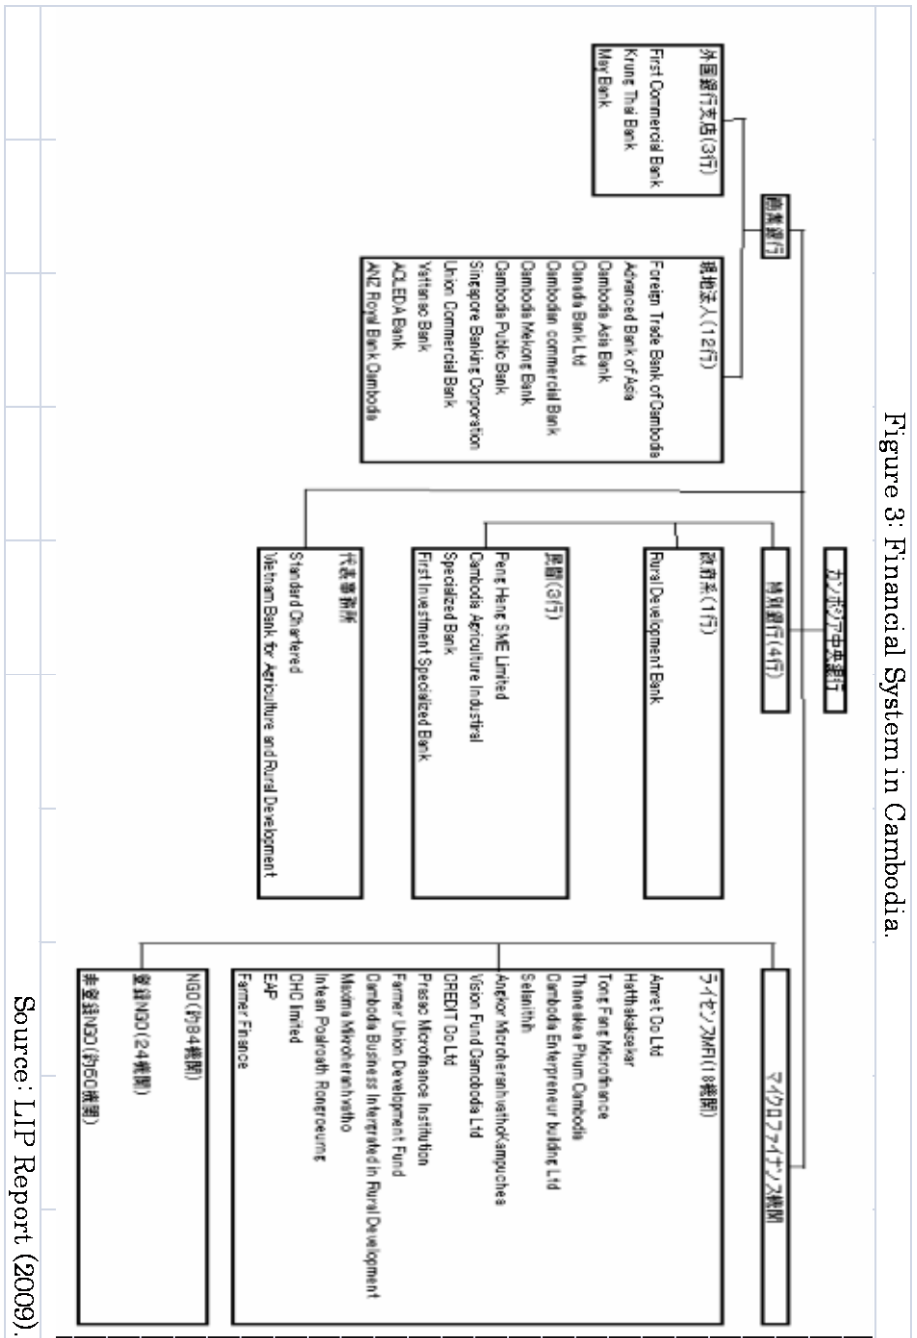 Figure 3: Financial System in Cambodia.
カンボジア中央銀行
商業銀行
外国銀行支店(3行)
First Commercial Bank
Krung Thai Bank
May Bank
現地法人(12行)
Foreign Trade Bank of Cambodia
Advanced Bank of Asia
Cambodia Asia Bank
Canadia Bank Ltd
Cambodian commercial Bank
Cambodia Mekong Bank
Cambodia Public Bank
Singapore Banking Corporation
Union Commercial Bank
Vattanac Bank
ACLEDA Bank
ANZ Royal Bank Cambodia
特別銀行(4行)
政府系(1行)
Rural Development Bank
民間(3行)
Peng Heng SME Limited
Cambodia Agriculture Industiral
Specialized Bank
First Investment Specialized Bank
代表事務所
Standard Chartered
Vietnam Bank for Agriculture and Rural Development
マイクロファイナンス機関
ライセンスMFI(18機関)
Amret Co Ltd
Hatthakaksekar
Tong Fang Microfinance
Thaneakea Phum Cambodia
Cambodia Enterpreneur building Ltd
Selanithih
Angkor MicroheranhvathoKampuchea
Vision Fund Camobodia Ltd
CREDIT Co Ltd
Prasac Microfinance Institution
Farmer Union Development Fund
Cambodia Business Intergrated in Rural Development
Maxima Mikroheranhvatho
Intean Poalroath Rongroeurng
CHC limited
EAP
Farmer Finance
NGO(約84機関)
登録NGO(24機関)
非登録NGO(約60機関)
Source: LIP Report (2009).